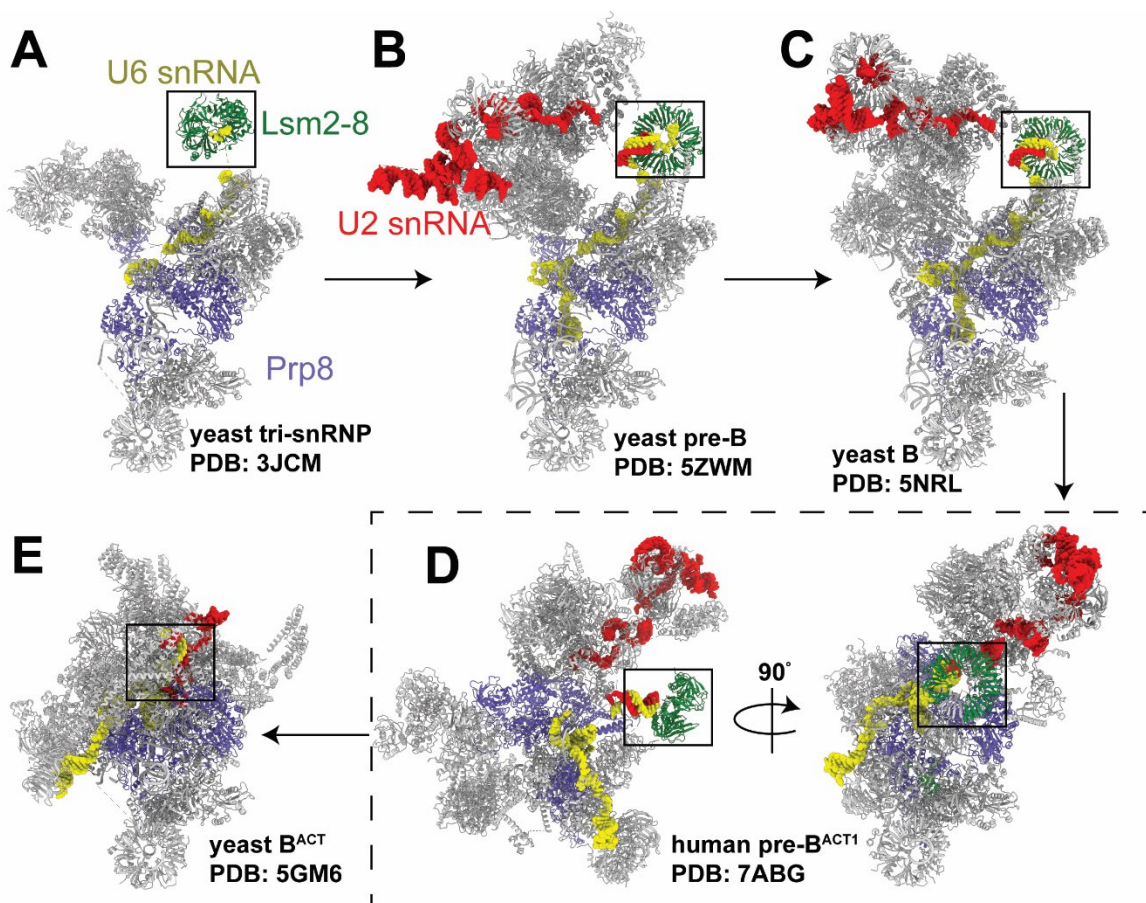 A
U6 snRNA
Lsm2-8
Prp8
yeast tri-snRNP
PDB: 3JCM
B
U2 snRNA
yeast pre-B
PDB: 5ZWM
C
yeast B
PDB: 5NRL
E
yeast B^ACT
PDB: 5GM6
D
90°
human pre-B^ACT1
PDB: 7ABG